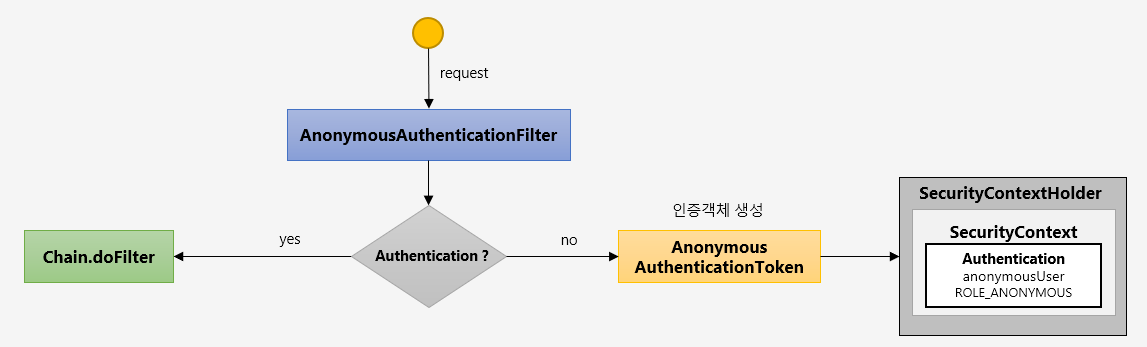 request
AnonymousAuthenticationFilter
인증객체 생성
SecurityContextHolder
SecurityContext
Authentication
anonymousUser
ROLE_ANONYMOUS
yes
no
Chain.doFilter
Authentication ?
Anonymous
AuthenticationToken